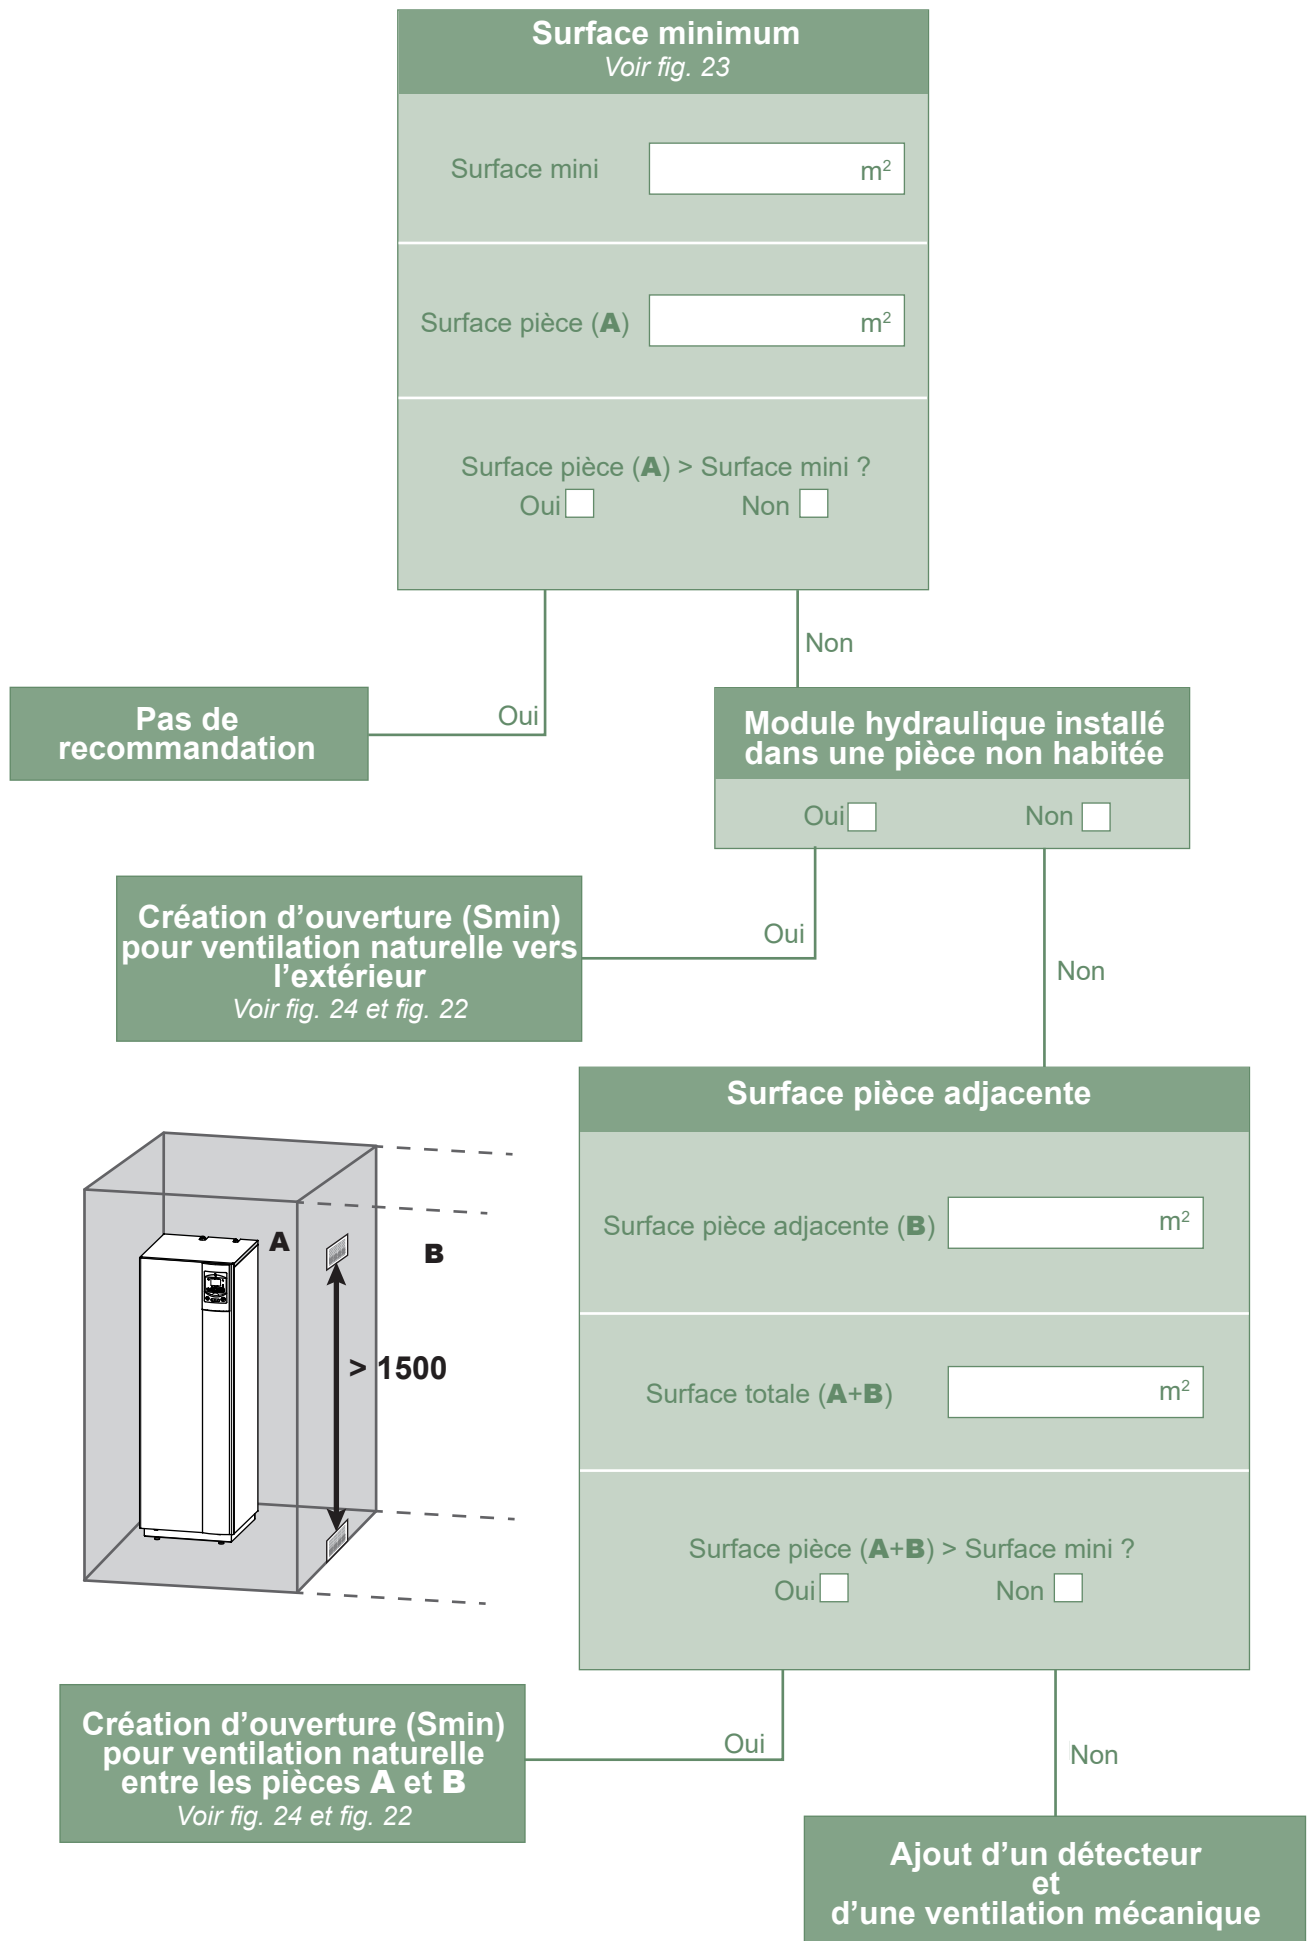 Surface minimum
Voir fig. 23
Surface mini
m²
Surface pièce (A)
m²
Surface pièce (A) > Surface mini ?
Oui
Non
Non
Oui
Pas de
recommandation
Module hydraulique installé
dans une pièce non habitée
Oui
Non
Création d’ouverture (Smin)
pour ventilation naturelle vers
l’extérieur
Voir fig. 24 et fig. 22
Oui
Non
Surface pièce adjacente
Surface pièce adjacente (B)
m²
Surface totale (A+B)
m²
Surface pièce (A+B) > Surface mini ?
Oui
Non
A
B
> 1500
Création d’ouverture (Smin)
pour ventilation naturelle
entre les pièces A et B
Voir fig. 24 et fig. 22
Oui
Non
Ajout d’un détecteur
et
d’une ventilation mécanique